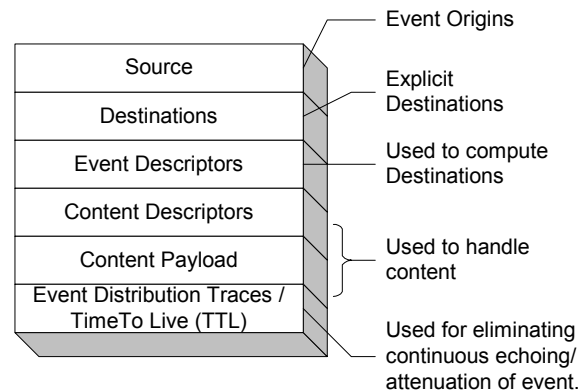 Source
Destinations
Event Descriptors
Content Descriptors
Content Payload
Event Distribution Traces /
TimeTo Live (TTL)
Event Origins
Explicit
Destinations
Used to compute
Destinations
Used to handle
content
Used for eliminating
continuous echoing/
attenuation of event.